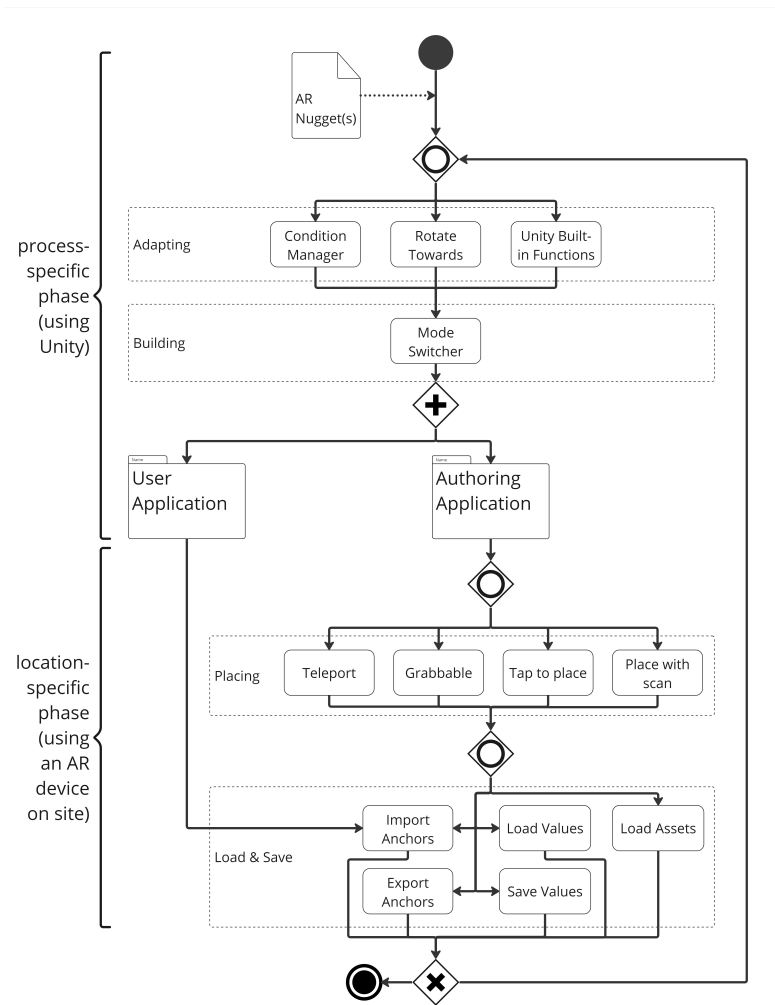 AR
Nugget(s)
process-
specific
phase
(using
Unity)
Adapting
Condition
Manager
Rotate
Towards
Unity Built-
in Functions
Building
Mode
Switcher
Name
User
Application
Name
Authoring
Application
location-
specific
phase
(using
an AR
device
on site)
Placing
Teleport
Grabbable
Tap to place
Place with
scan
Load & Save
Import
Anchors
Load Values
Load Assets
Export
Anchors
Save Values